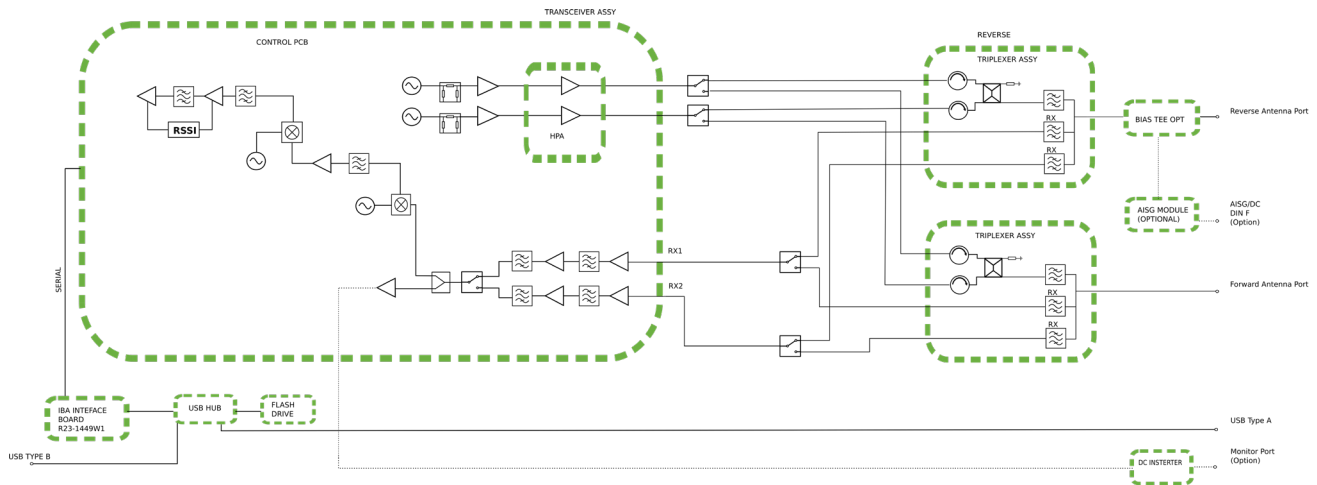 TRANSCEIVER ASSY
CONTROL PCB
REVERSE
TRIPLEXER ASSY
RSSI
HPA
RX
RX
BIAS TEE OPT
Reverse Antenna Port
AISG MODULE
(OPTIONAL)
AISG/DC
DIN F
(Option)
TRIPLEXER ASSY
RX1
RX2
SERIAL
RX
RX
Forward Antenna Port
IBA INTEFACE
BOARD
R23-1449W1
USB HUB
FLASH
DRIVE
USB Type A
USB TYPE B
DC INSTERTER
Monitor Port
(Option)